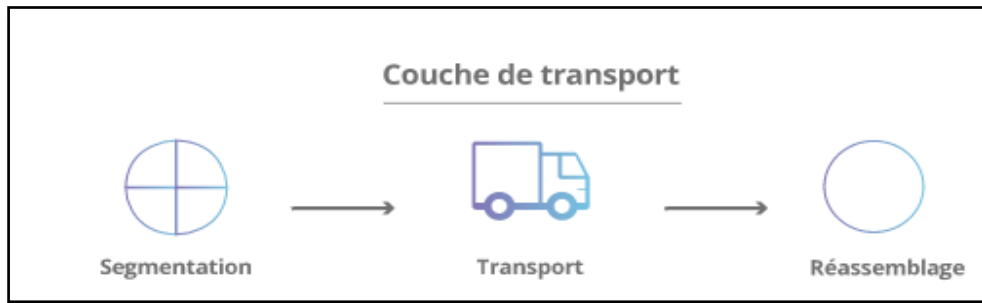 Couche de transport
Segmentation
Transport
Réassemblage